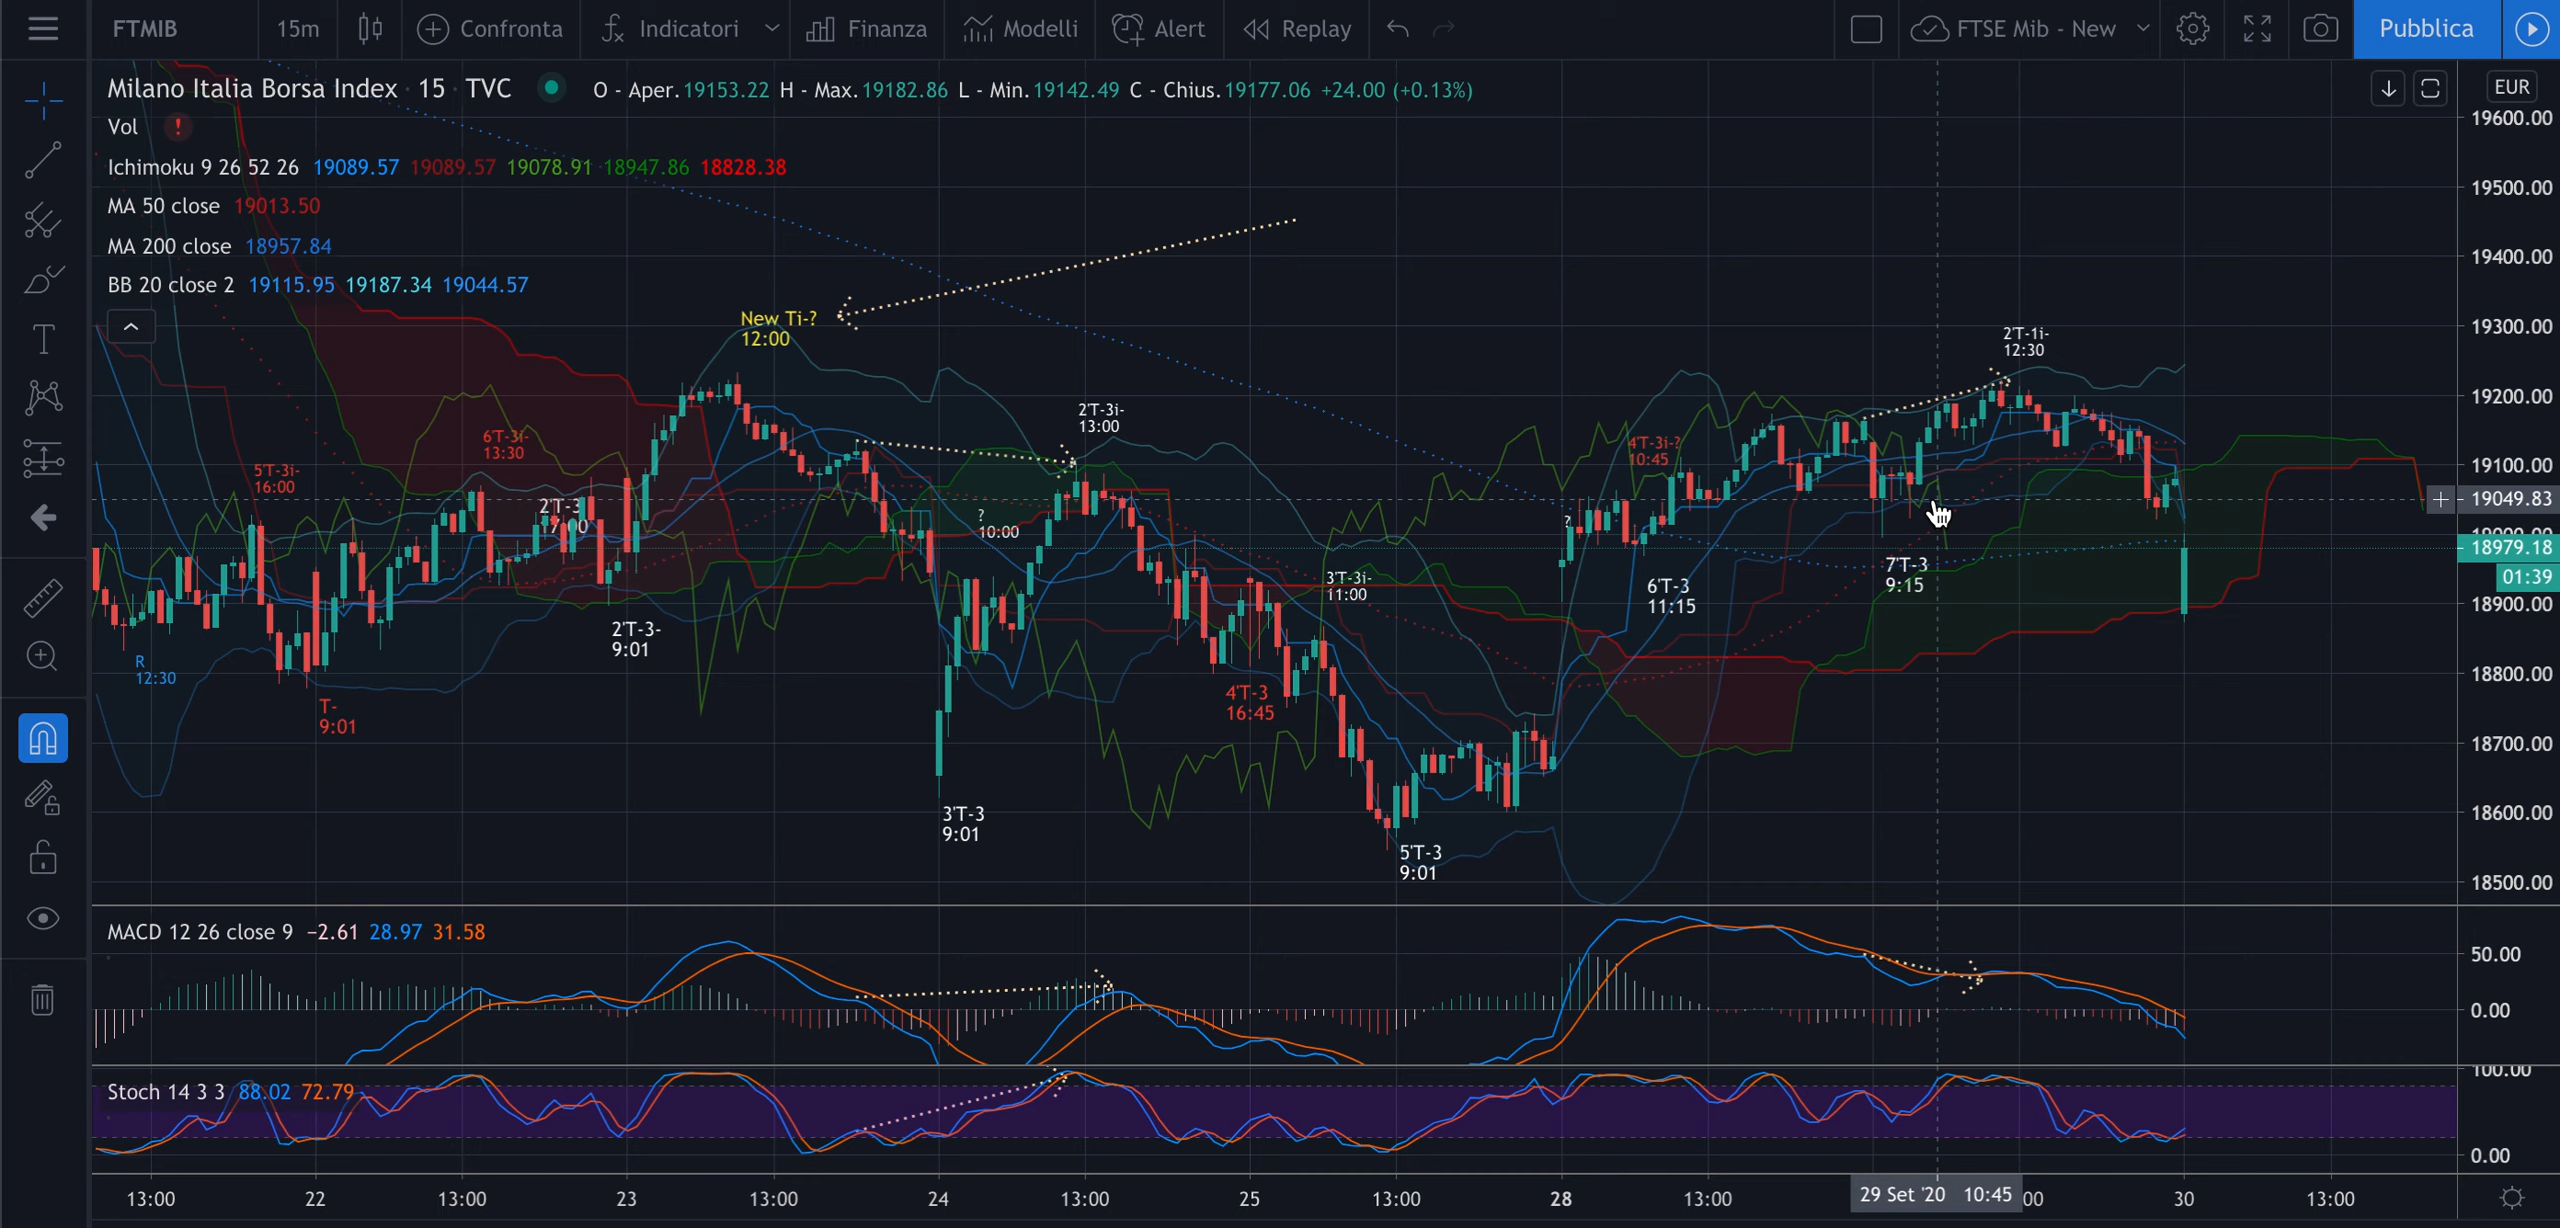 FTMIB 15m Confronta Indicatori Finanza Modelli Alert Replay FTSE Mib - New Pubblica
Milano Italia Borsa Index · 15 · TVC O - Aper. 19153.22 H - Max. 19182.86 L - Min. 19142.49 C - Chius. 19177.06 +24.00 (+0.13%)
EUR
Vol !
Ichimoku 9 26 52 26 19089.57 19089.57 19078.91 18947.86 18828.38
MA 50 close 19013.50
MA 200 close 18957.84
BB 20 close 2 19115.95 19187.34 19044.57
19600.00
19500.00
19400.00
19300.00
19200.00
19100.00
19049.83
18979.18
01:39
18900.00
18800.00
18700.00
18600.00
18500.00
New Ti-?
12:00
2'T-1i-
12:30
2'T-3i-
13:00
6'T-3i-
13:30
5'T-3i-
16:00
4'T-3i-?
10:45
2'T-3
?
10:00
?
3'T-3i-
11:00
7'T-3
9:15
6'T-3
11:15
2'T-3-
9:01
R
12:30
T-
9:01
4'T-3
16:45
3'T-3
9:01
5'T-3
9:01
MACD 12 26 close 9 −2.61 28.97 31.58
50.00
0.00
Stoch 14 3 3 88.02 72.79
100.00
0.00
13:00 22 13:00 23 13:00 24 13:00 25 13:00 28 13:00 29 Set '20 10:45 :00 30 13:00